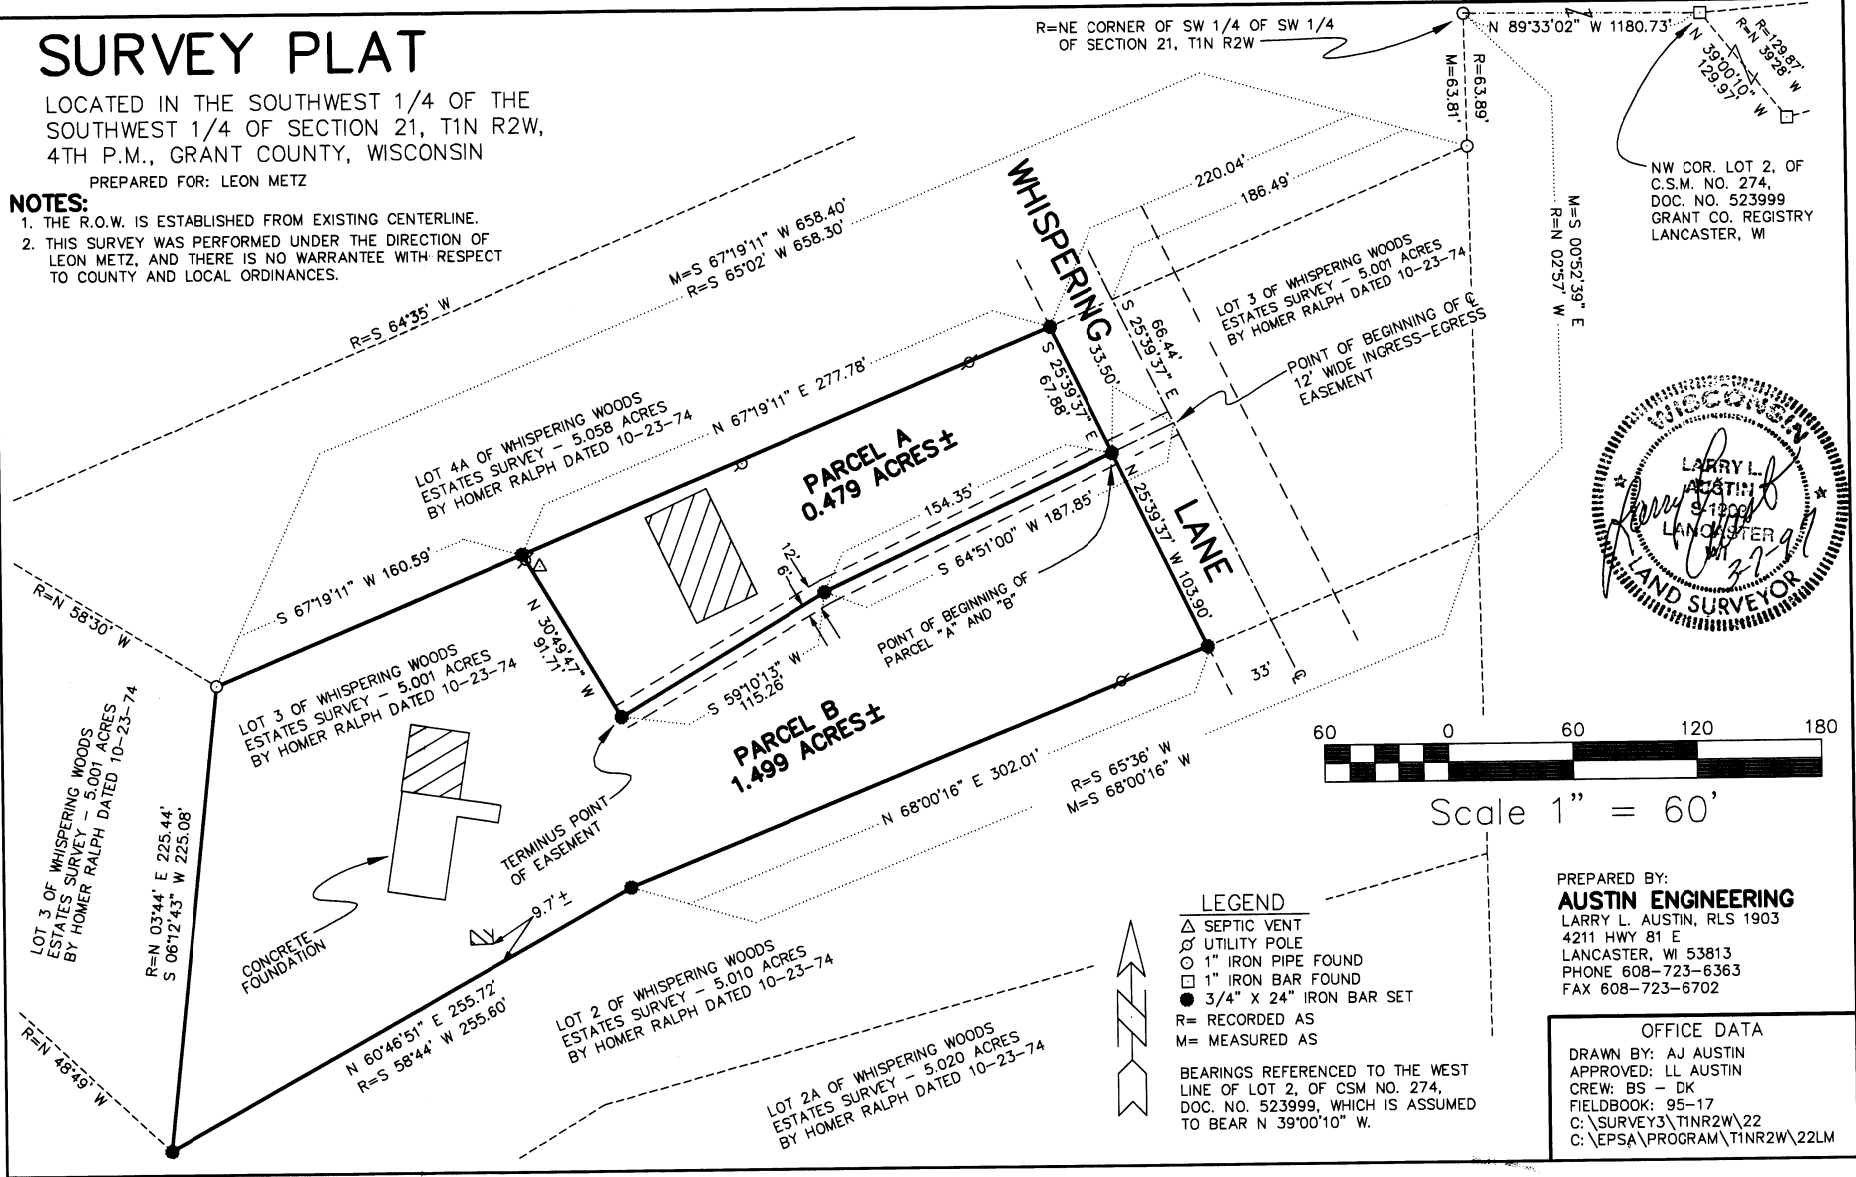 SURVEY PLAT
LOCATED IN THE SOUTHWEST 1/4 OF THE
SOUTHWEST 1/4 OF SECTION 21, T1N R2W,
4TH P.M., GRANT COUNTY, WISCONSIN
PREPARED FOR: LEON METZ
NOTES:
1. THE R.O.W. IS ESTABLISHED FROM EXISTING CENTERLINE.
2. THIS SURVEY WAS PERFORMED UNDER THE DIRECTION OF
LEON METZ, AND THERE IS NO WARRANTEE WITH RESPECT
TO COUNTY AND LOCAL ORDINANCES.
R=NE CORNER OF SW 1/4 OF SW 1/4
OF SECTION 21, T1N R2W
N 89°33'02" W 1180.73'
R=129.87'
R=N 39°28' W
N 39°00'10" W
129.97'
R=63.89'
M=63.81'
NW COR. LOT 2, OF
C.S.M. NO. 274,
DOC. NO. 523999
GRANT CO. REGISTRY
LANCASTER, WI
M=S 00°52'39" E
R=N 02°57' W
R=S 64°35' W
M=S 67°19'11" W 658.40'
R=S 65°02' W 658.30'
220.04'
186.49'
WHISPERING
LANE
LOT 3 OF WHISPERING WOODS
ESTATES SURVEY – 5.001 ACRES
BY HOMER RALPH DATED 10-23-74
S 25°39'37" E
66.44'
33.50'
POINT OF BEGINNING OF ℄
12' WIDE INGRESS-EGRESS
EASEMENT
S 25°39'37" E
67.88'
N 67°19'11" E 277.78'
LOT 4A OF WHISPERING WOODS
ESTATES SURVEY – 5.058 ACRES
BY HOMER RALPH DATED 10-23-74
PARCEL A
0.479 ACRES±
154.35'
S 64°51'00" W 187.85'
N 25°39'37" W 103.90'
POINT OF BEGINNING OF
PARCEL "A" AND "B"
12'
6'
S 67°19'11" W 160.59'
N 30°49'47" W
91.71'
S 59°10'13" W
115.26'
PARCEL B
1.499 ACRES±
33'
℄
R=N 58°30' W
LOT 3 OF WHISPERING WOODS
ESTATES SURVEY – 5.001 ACRES
BY HOMER RALPH DATED 10-23-74
LOT 3 OF WHISPERING WOODS
ESTATES SURVEY – 5.001 ACRES
BY HOMER RALPH DATED 10-23-74
R=N 03°44' E 225.44'
S 06°12'43" W 225.08'
TERMINUS POINT
OF EASEMENT
N 68°00'16" E 302.01'
R=S 65°36' W
M=S 68°00'16" W
CONCRETE
FOUNDATION
9.7'±
R=N 48°49' W
N 60°46'51" E 255.72'
R=S 58°44' W 255.60'
LOT 2 OF WHISPERING WOODS
ESTATES SURVEY – 5.010 ACRES
BY HOMER RALPH DATED 10-23-74
LOT 2A OF WHISPERING WOODS
ESTATES SURVEY – 5.020 ACRES
BY HOMER RALPH DATED 10-23-74
WISCONSIN
LARRY L.
AUSTIN
LANCASTER
WI
LAND SURVEYOR
3-7-97
60 0 60 120 180
Scale 1" = 60'
LEGEND
SEPTIC VENT
UTILITY POLE
1" IRON PIPE FOUND
1" IRON BAR FOUND
3/4" X 24" IRON BAR SET
R= RECORDED AS
M= MEASURED AS
N
BEARINGS REFERENCED TO THE WEST
LINE OF LOT 2, OF CSM NO. 274,
DOC. NO. 523999, WHICH IS ASSUMED
TO BEAR N 39°00'10" W.
PREPARED BY:
AUSTIN ENGINEERING
LARRY L. AUSTIN, RLS 1903
4211 HWY 81 E
LANCASTER, WI 53813
PHONE 608-723-6363
FAX 608-723-6702
OFFICE DATA
DRAWN BY: AJ AUSTIN
APPROVED: LL AUSTIN
CREW: BS – DK
FIELDBOOK: 95-17
C:\SURVEY3\T1NR2W\22
C:\EPSA\PROGRAM\T1NR2W\22LM